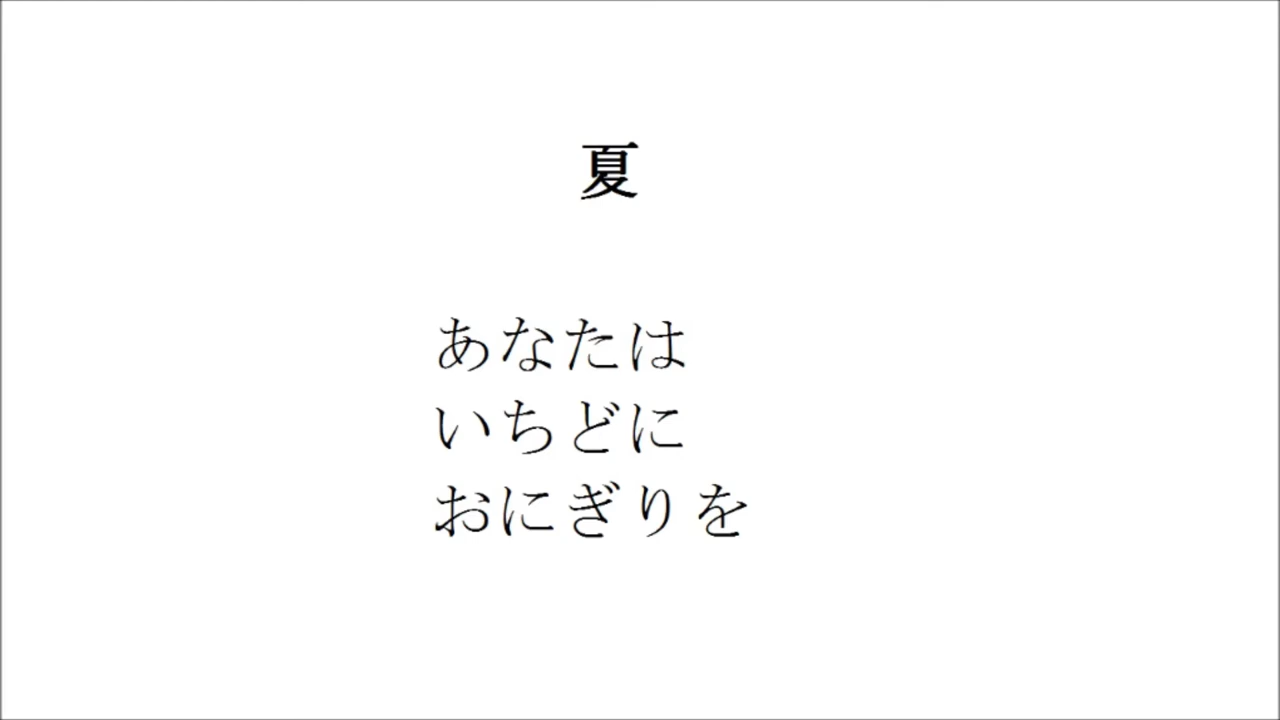 夏
あなたは
いちどに
おにぎりを